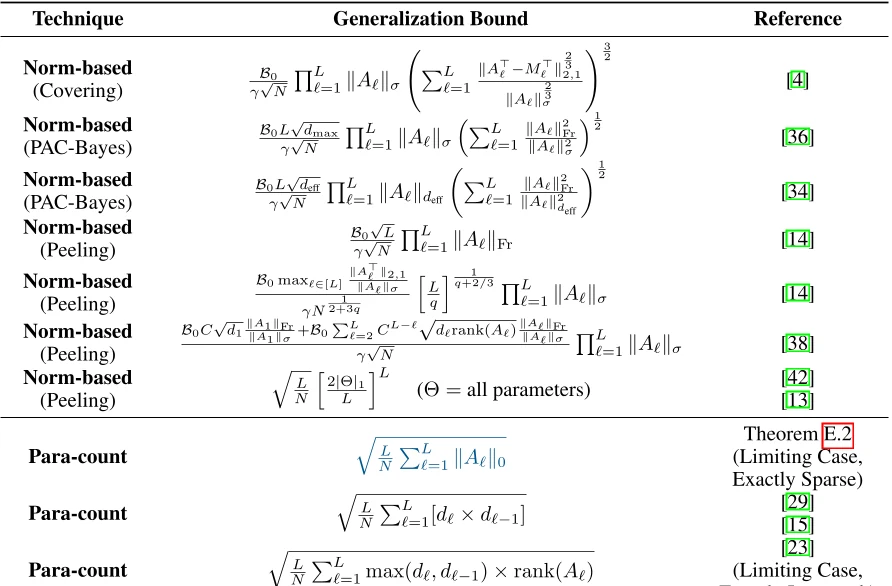 Technique Generalization Bound Reference
Norm-based (Covering) $\frac{\mathcal{B}_0}{\gamma\sqrt{N}} \prod_{\ell=1}^{L} \|A_\ell\|_\sigma \left( \sum_{\ell=1}^{L} \frac{\|A_\ell^\top - M_\ell^\top\|_{2,1}^{\frac{2}{3}}}{\|A_\ell\|_\sigma^{\frac{2}{3}}} \right)^{\frac{3}{2}}$ [4]
Norm-based (PAC-Bayes) $\frac{\mathcal{B}_0 L \sqrt{d_{\max}}}{\gamma\sqrt{N}} \prod_{\ell=1}^{L} \|A_\ell\|_\sigma \left( \sum_{\ell=1}^{L} \frac{\|A_\ell\|_{\mathrm{Fr}}^2}{\|A_\ell\|_\sigma^2} \right)^{\frac{1}{2}}$ [36]
Norm-based (PAC-Bayes) $\frac{\mathcal{B}_0 L \sqrt{d_{\text{eff}}}}{\gamma\sqrt{N}} \prod_{\ell=1}^{L} \|A_\ell\|_{d_{\text{eff}}} \left( \sum_{\ell=1}^{L} \frac{\|A_\ell\|_{\mathrm{Fr}}^2}{\|A_\ell\|_{d_{\text{eff}}}^2} \right)^{\frac{1}{2}}$ [34]
Norm-based (Peeling) $\frac{\mathcal{B}_0 \sqrt{L}}{\gamma\sqrt{N}} \prod_{\ell=1}^{L} \|A_\ell\|_{\mathrm{Fr}}$ [14]
Norm-based (Peeling) $\frac{\mathcal{B}_0 \max_{\ell\in[L]} \frac{\|A_\ell^\top\|_{2,1}}{\|A_\ell\|_\sigma}}{\gamma N^{\frac{1}{2+3q}}} \left[ \frac{L}{q} \right]^{\frac{1}{q+2/3}} \prod_{\ell=1}^{L} \|A_\ell\|_\sigma$ [14]
Norm-based (Peeling) $\frac{\mathcal{B}_0 C \sqrt{d_1} \frac{\|A_1\|_{\mathrm{Fr}}}{\|A_1\|_\sigma} + \mathcal{B}_0 \sum_{\ell=2}^{L} C^{L-\ell} \sqrt{d_\ell \mathrm{rank}(A_\ell)} \frac{\|A_\ell\|_{\mathrm{Fr}}}{\|A_\ell\|_\sigma}}{\gamma\sqrt{N}} \prod_{\ell=1}^{L} \|A_\ell\|_\sigma$ [38]
Norm-based (Peeling) $\sqrt{\frac{L}{N}} \left[ \frac{2|\Theta|_1}{L} \right]^L$ (Θ = all parameters) [42] [13]
Para-count $\sqrt{\frac{L}{N} \sum_{\ell=1}^{L} \|A_\ell\|_0}$ Theorem E.2 (Limiting Case, Exactly Sparse)
Para-count $\sqrt{\frac{L}{N} \sum_{\ell=1}^{L} [d_\ell \times d_{\ell-1}]}$ [29] [15]
Para-count $\sqrt{\frac{L}{N} \sum_{\ell=1}^{L} \max(d_\ell, d_{\ell-1}) \times \mathrm{rank}(A_\ell)}$ [23] (Limiting Case,